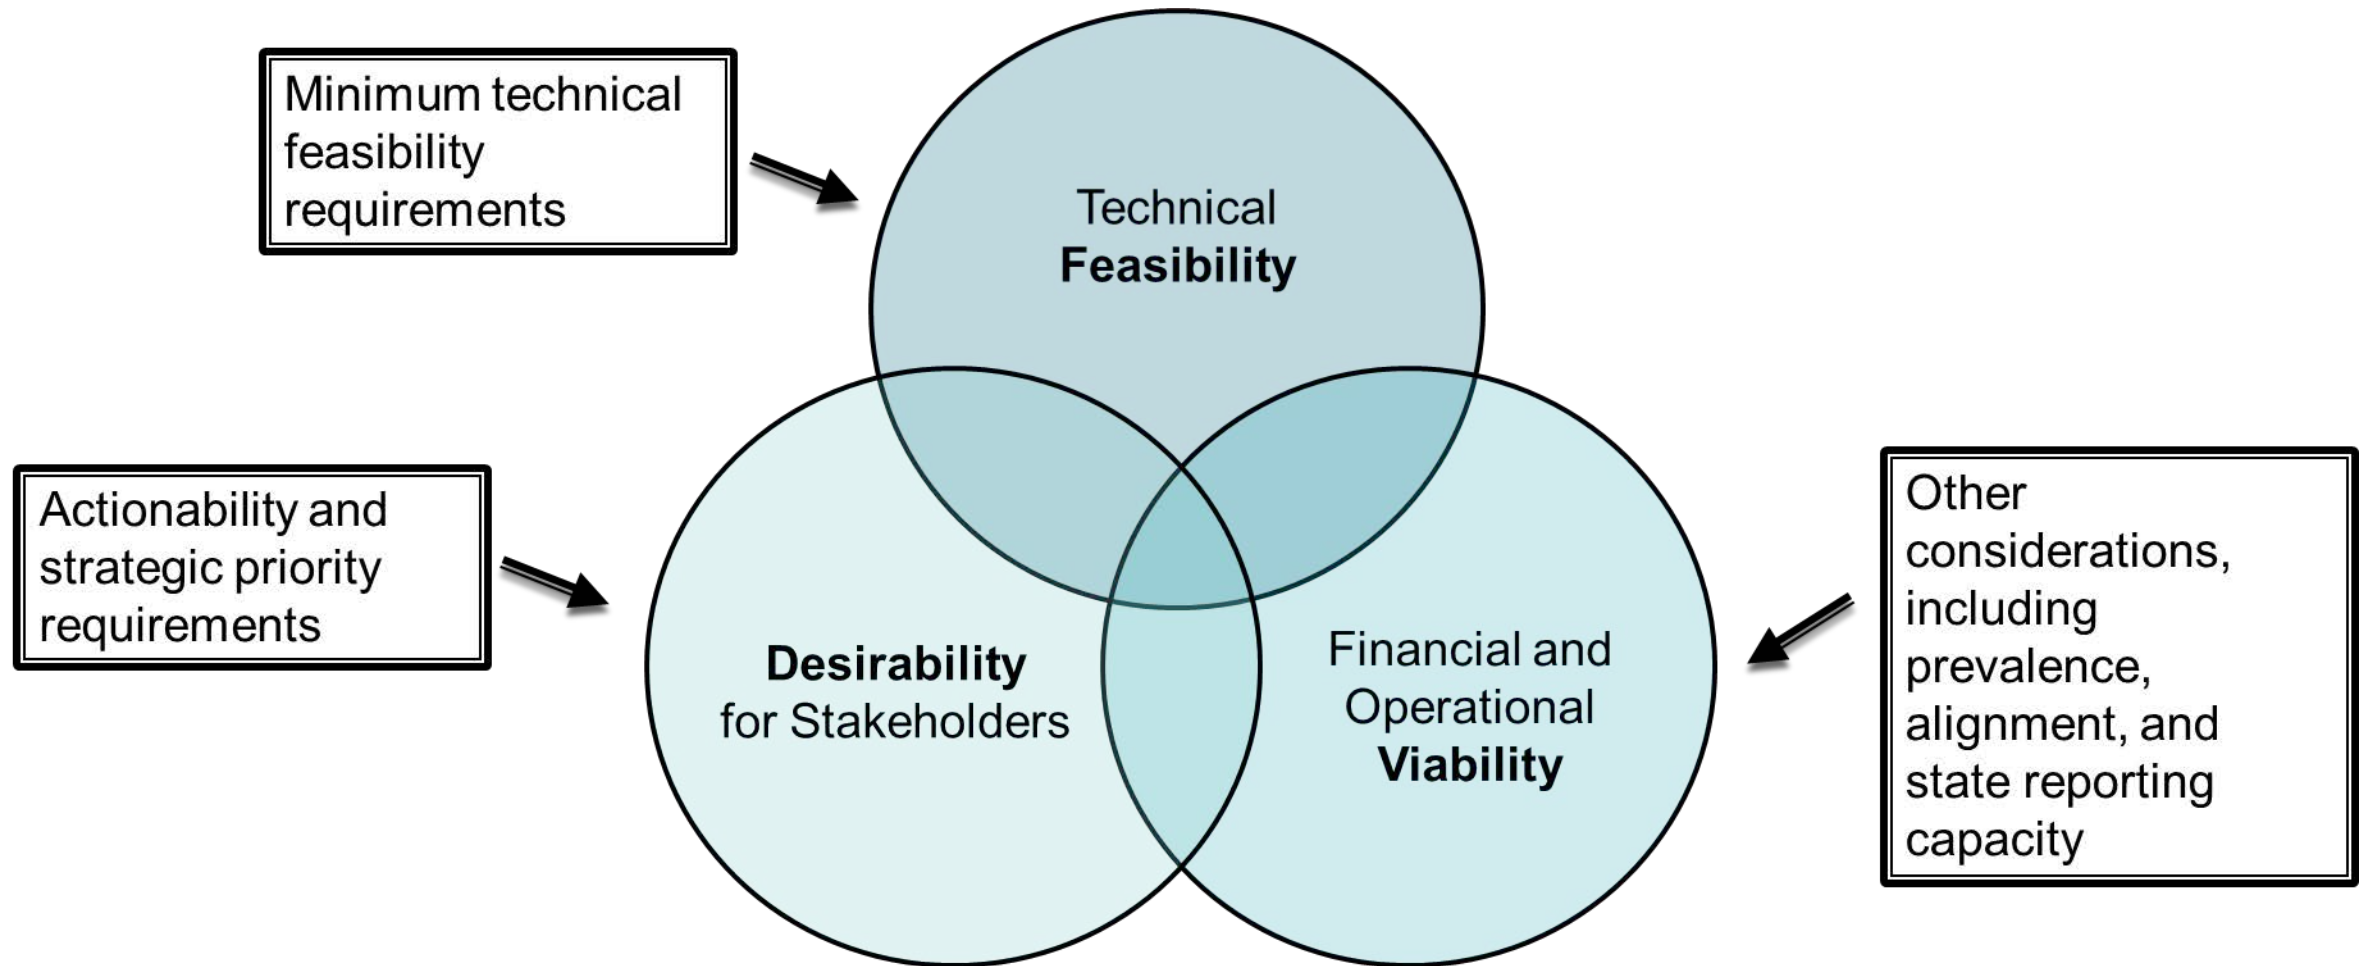 Minimum technical
feasibility
requirements
Technical
Feasibility
Actionability and
strategic priority
requirements
Desirability
for Stakeholders
Financial and
Operational
Viability
Other
considerations,
including
prevalence,
alignment, and
state reporting
capacity